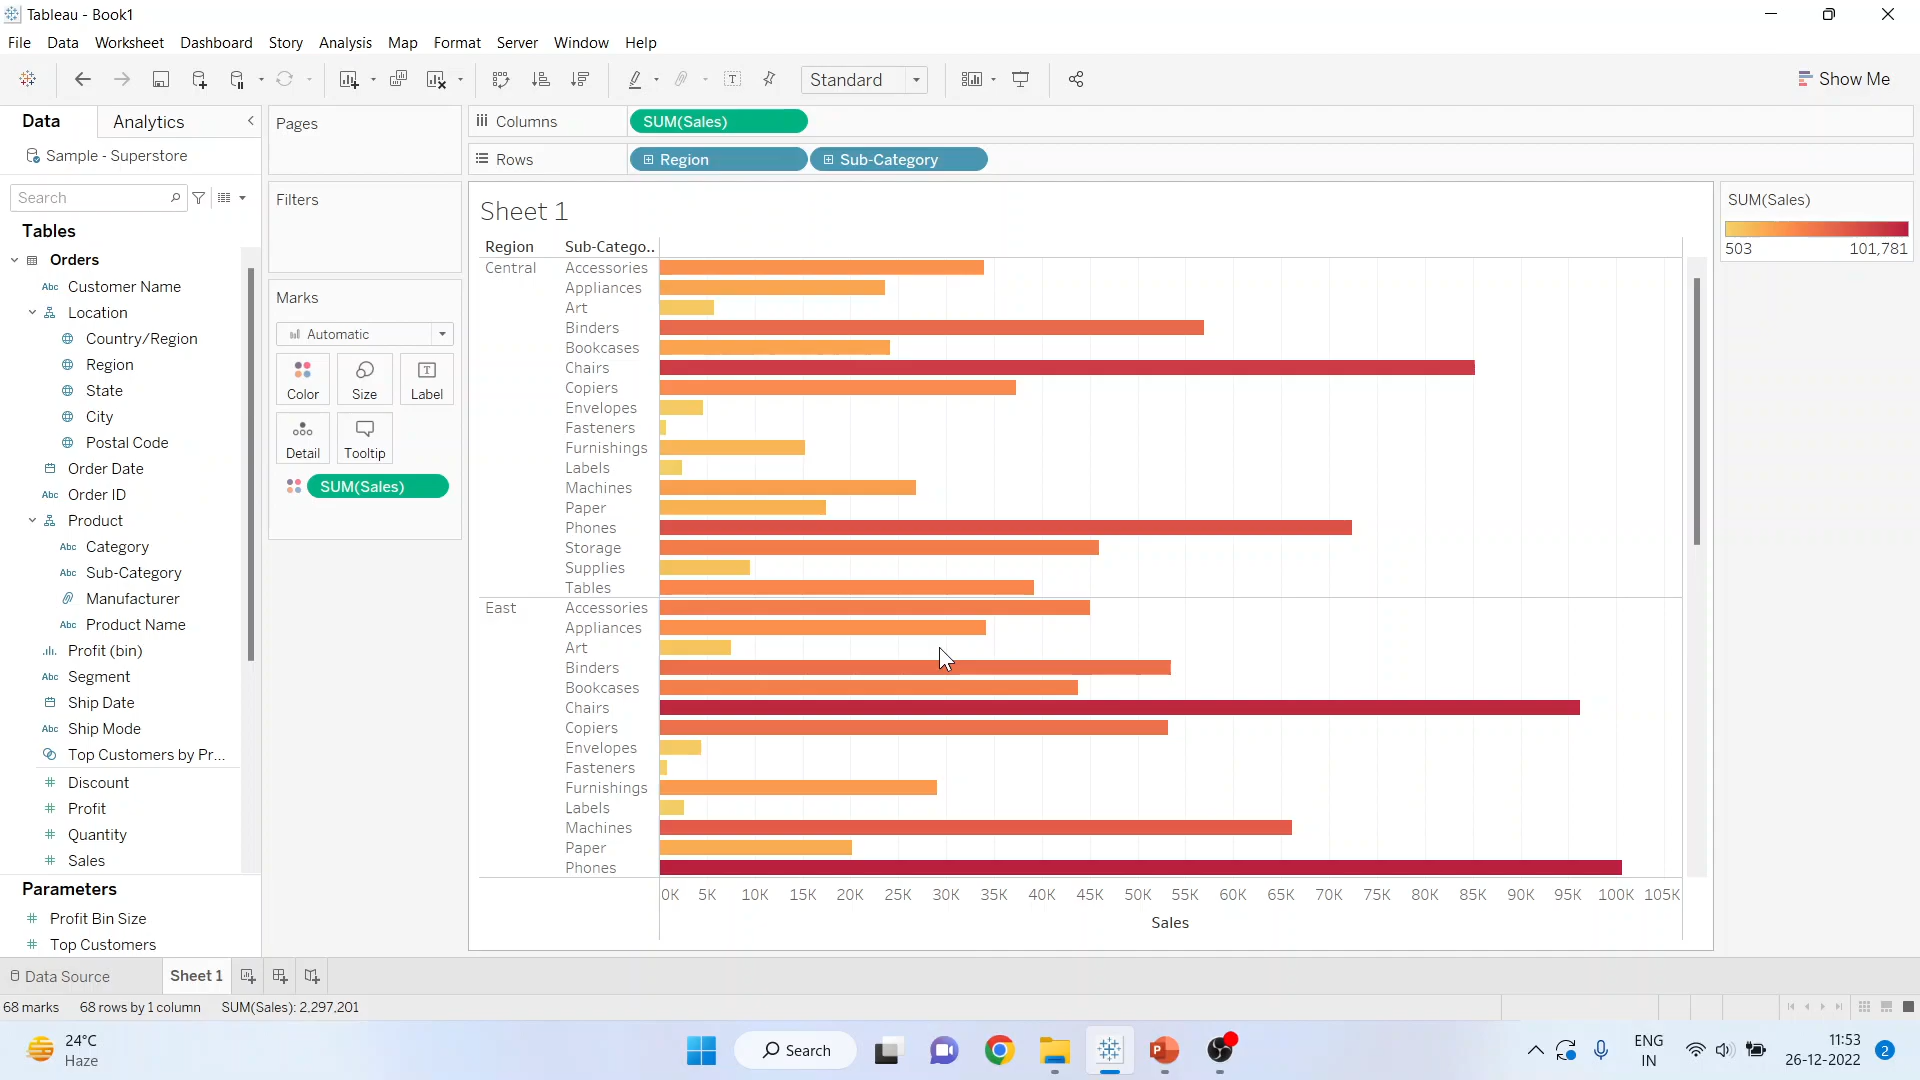 Tableau - Book1
File Data Worksheet Dashboard Story Analysis Map Format Server Window Help
Standard
Show Me
Data Analytics
Sample - Superstore
Search
Tables
Orders
Abc Customer Name
Location
Country/Region
Region
State
City
Postal Code
Order Date
Abc Order ID
Product
Abc Category
Abc Sub-Category
Manufacturer
Abc Product Name
Profit (bin)
Abc Segment
Ship Date
Abc Ship Mode
Top Customers by Pr...
# Discount
# Profit
# Quantity
# Sales
Parameters
# Profit Bin Size
# Top Customers
Pages
Filters
Marks
Automatic
Color Size Label
Detail Tooltip
SUM(Sales)
Columns SUM(Sales)
Rows Region Sub-Category
Sheet 1
Region Sub-Catego..
Central Accessories
Appliances
Art
Binders
Bookcases
Chairs
Copiers
Envelopes
Fasteners
Furnishings
Labels
Machines
Paper
Phones
Storage
Supplies
Tables
East Accessories
Appliances
Art
Binders
Bookcases
Chairs
Copiers
Envelopes
Fasteners
Furnishings
Labels
Machines
Paper
Phones
0K 5K 10K 15K 20K 25K 30K 35K 40K 45K 50K 55K 60K 65K 70K 75K 80K 85K 90K 95K 100K 105K
Sales
SUM(Sales)
503 101,781
Data Source Sheet 1
68 marks 68 rows by 1 column SUM(Sales): 2,297,201
24°C
Haze
Search
ENG
IN
11:53
26-12-2022
2